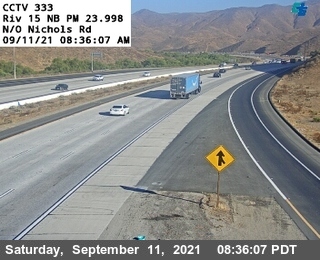 CCTV 333
Riv 15 NB PM 23.998
N/O Nichols Rd
09/11/21 08:36:07 AM
Saturday, September 11, 2021 08:36:07 PDT